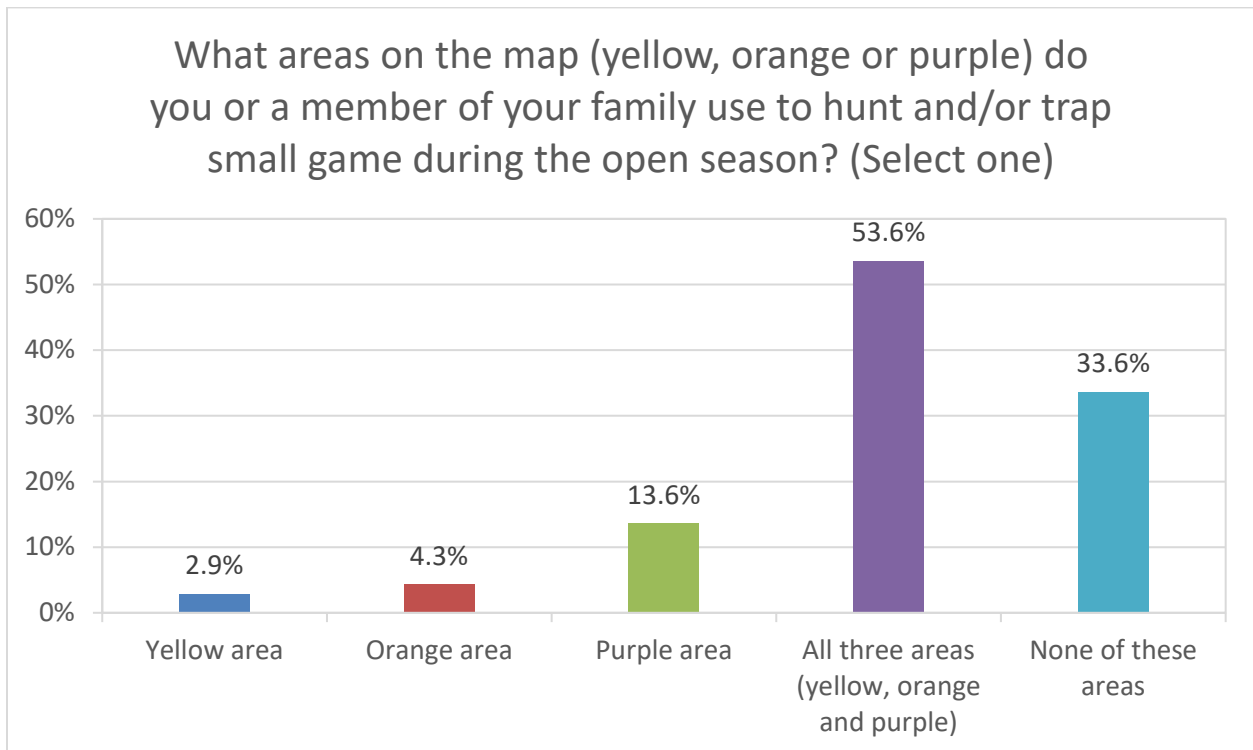 What areas on the map (yellow, orange or purple) do
you or a member of your family use to hunt and/or trap
small game during the open season? (Select one)
60%
50%
40%
30%
20%
10%
0%
2.9%
4.3%
13.6%
53.6%
33.6%
Yellow area
Orange area
Purple area
All three areas
(yellow, orange
and purple)
None of these
areas